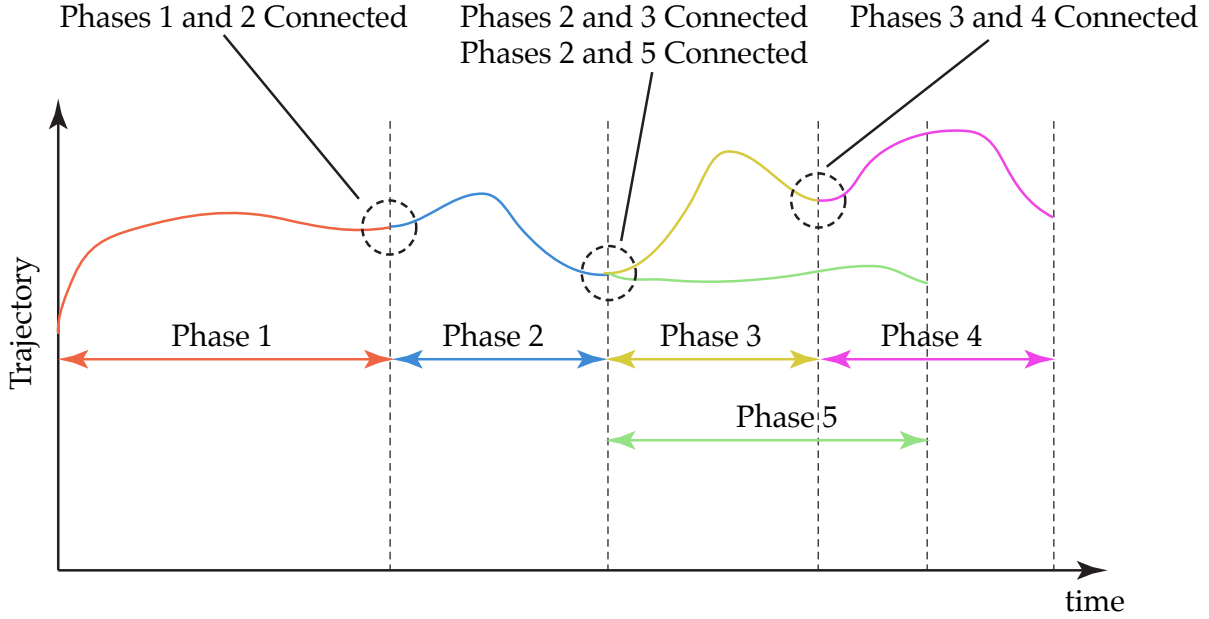 Phases 1 and 2 Connected
Phases 2 and 3 Connected
Phases 2 and 5 Connected
Phases 3 and 4 Connected
Trajectory
Phase 1
Phase 2
Phase 3
Phase 4
Phase 5
time